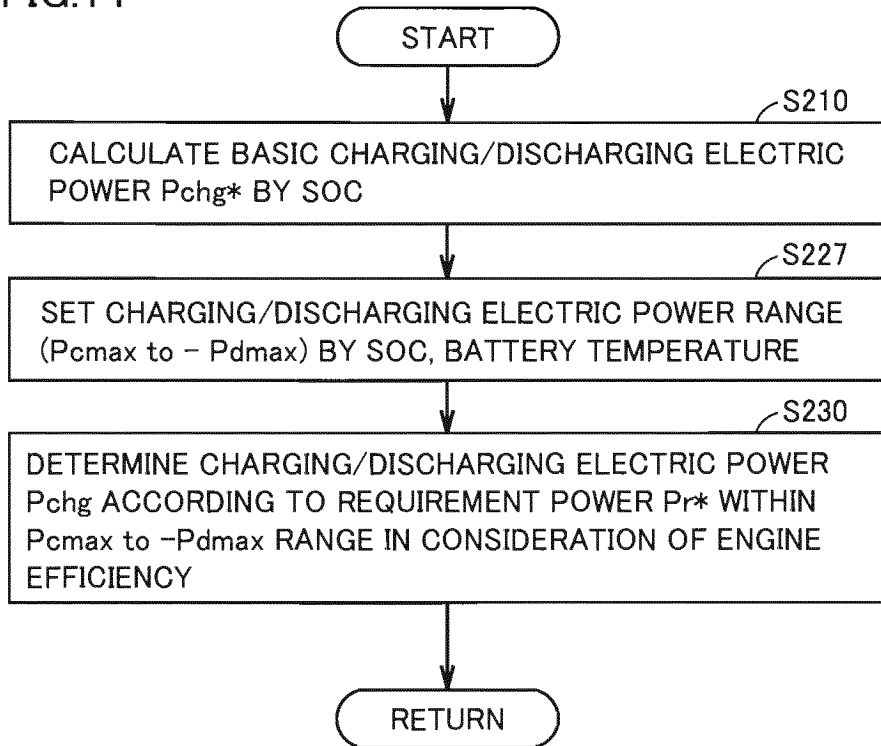 START
S210
CALCULATE BASIC CHARGING/DISCHARGING ELECTRIC
POWER Pchg* BY SOC
S227
SET CHARGING/DISCHARGING ELECTRIC POWER RANGE
(Pcmax to - Pdmax) BY SOC, BATTERY TEMPERATURE
S230
DETERMINE CHARGING/DISCHARGING ELECTRIC POWER
Pchg ACCORDING TO REQUIREMENT POWER Pr* WITHIN
Pcmax to -Pdmax RANGE IN CONSIDERATION OF ENGINE
EFFICIENCY
RETURN